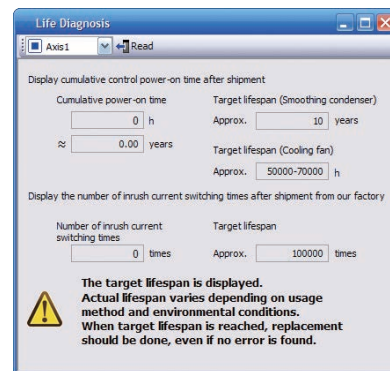 Life Diagnosis
Axis1 Read
Display cumulative control power-on time after shipment
Cumulative power-on time Target lifespan (Smoothing condenser)
0 h Approx. 10 years
≈ 0.00 years
Target lifespan (Cooling fan)
Approx. 50000-70000 h
Display the number of inrush current switching times after shipment from our factory
Number of inrush current Target lifespan
switching times
0 times Approx. 100000 times
The target lifespan is displayed.
Actual lifespan varies depending on usage
method and environmental conditions.
When target lifespan is reached, replacement
should be done, even if no error is found.